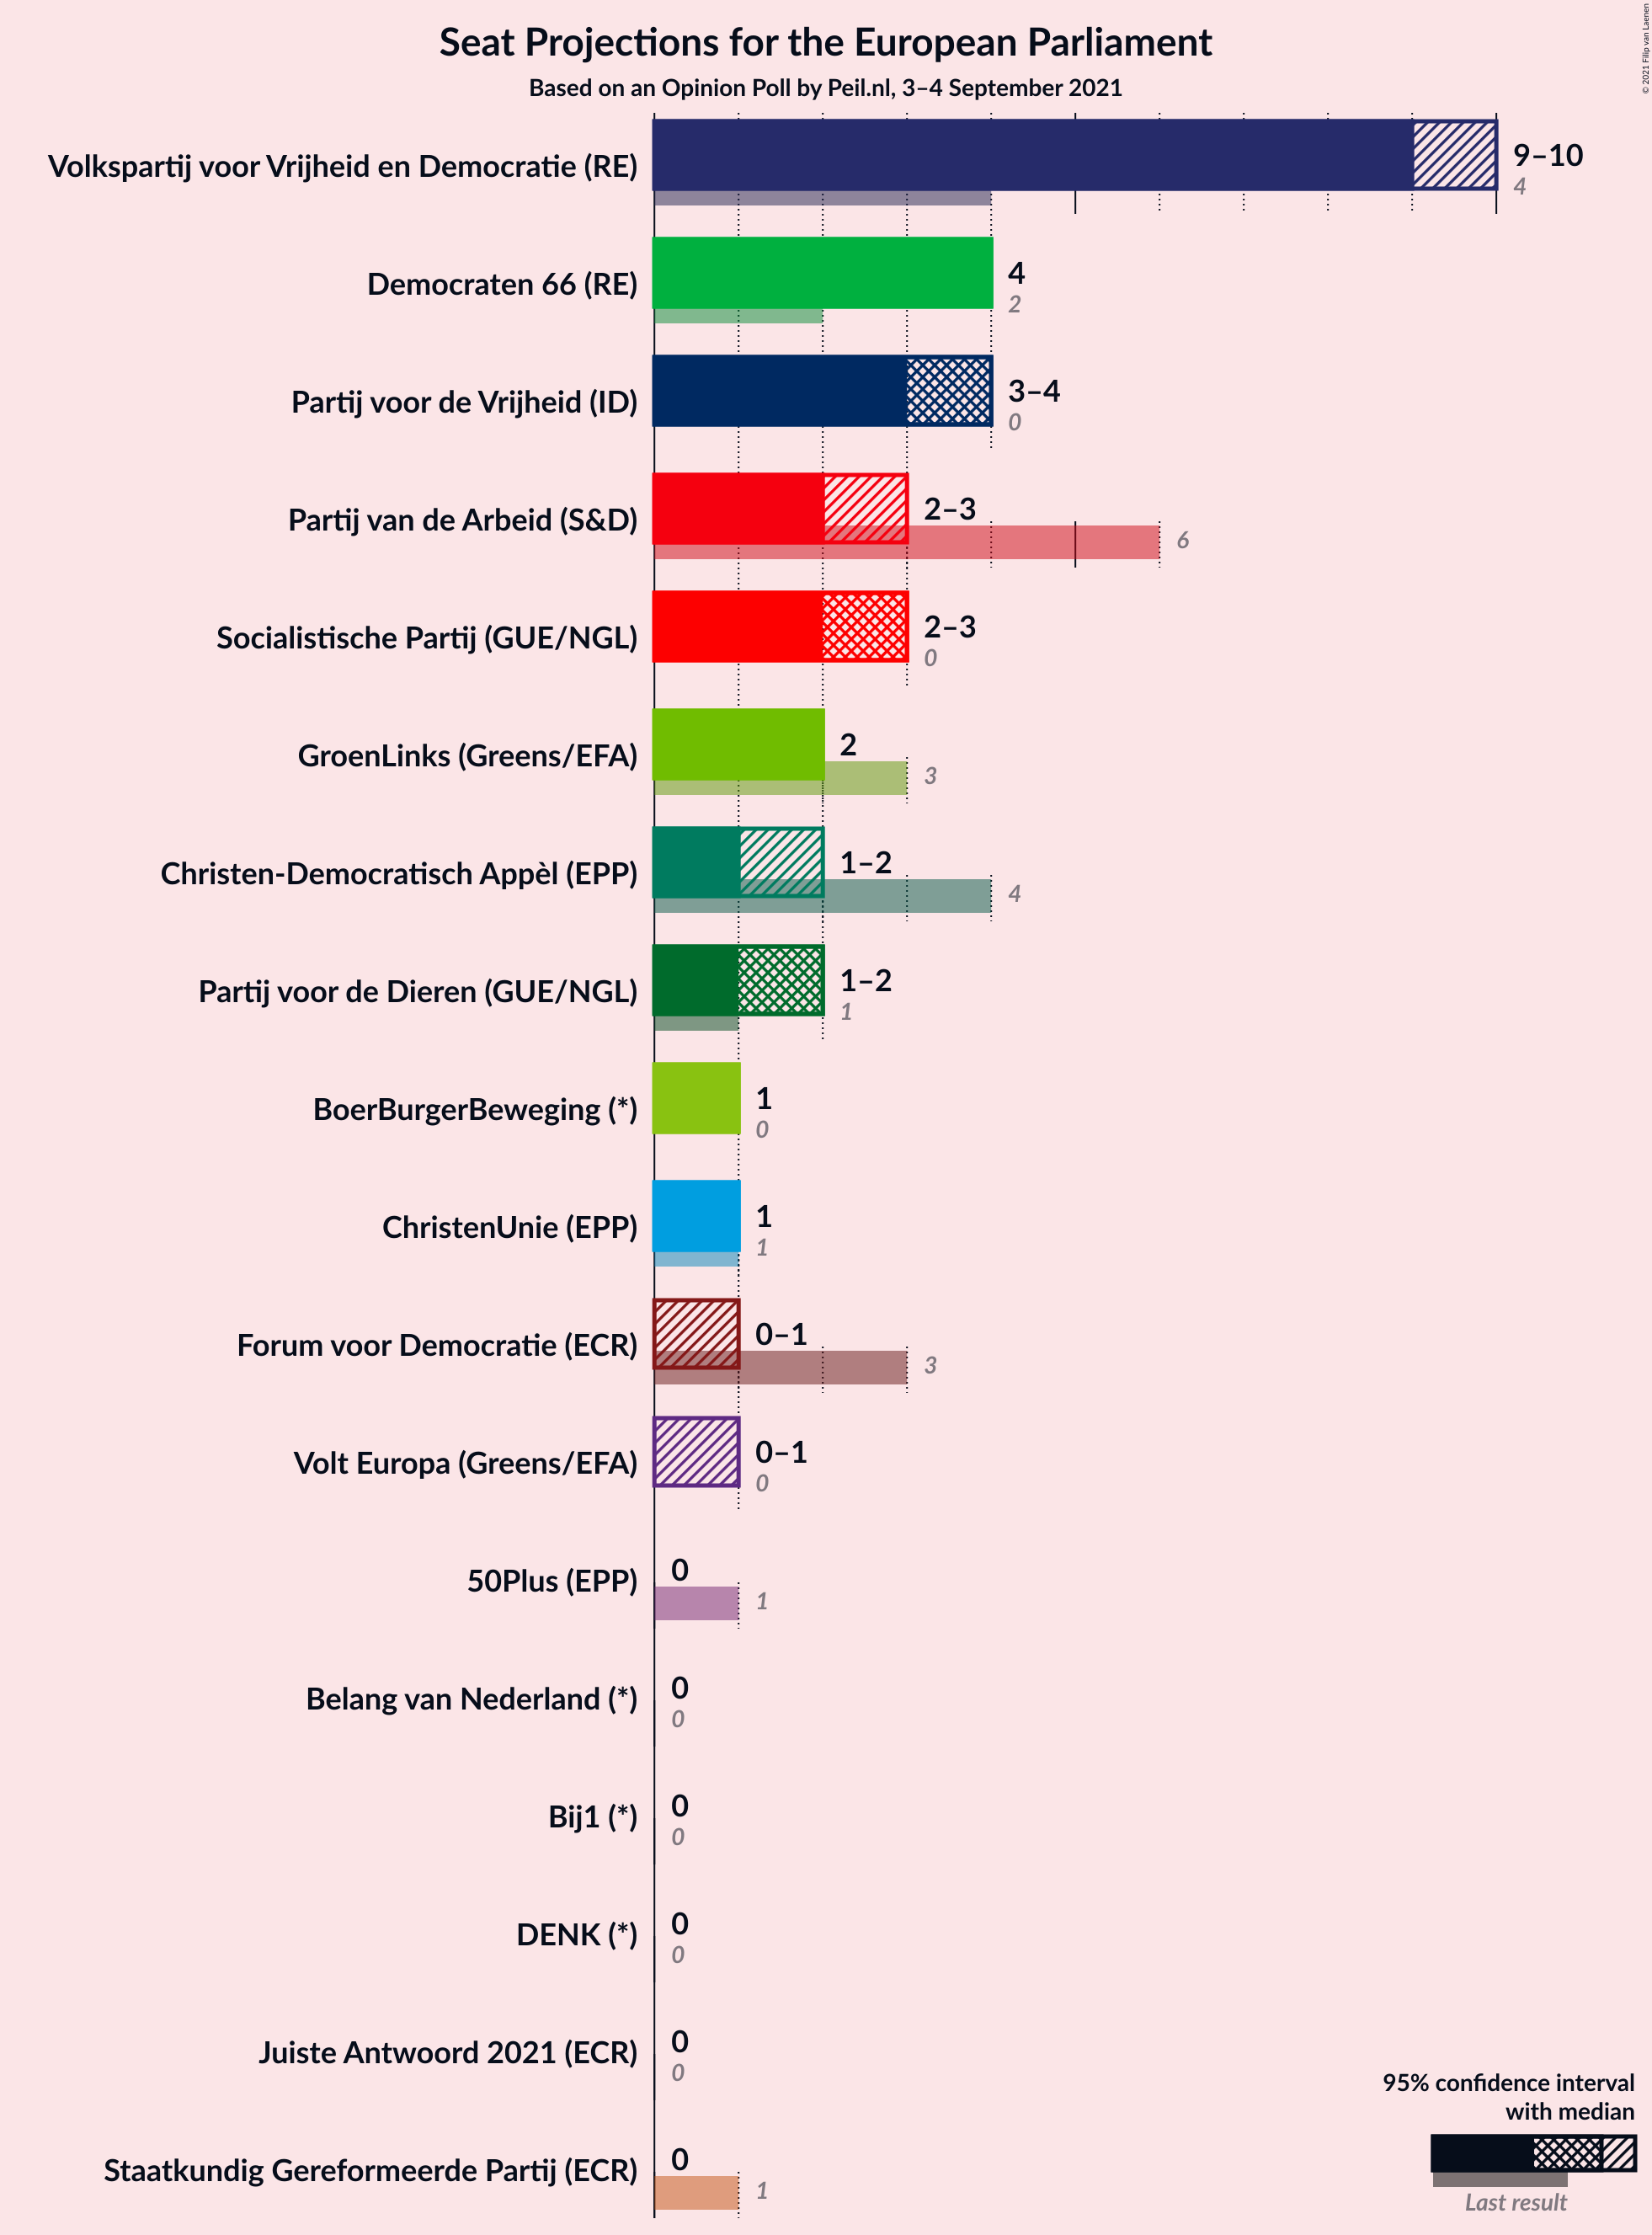 Seat Projections for the European Parliament
Based on an Opinion Poll by Peil.nl, 3–4 September 2021
© 2021 Filip van Laenen
Volkspartij voor Vrijheid en Democratie (RE)
9–10
4
Democraten 66 (RE)
4
2
Partij voor de Vrijheid (ID)
3–4
0
Partij van de Arbeid (S&D)
2–3
6
Socialistische Partij (GUE/NGL)
2–3
0
GroenLinks (Greens/EFA)
2
3
Christen-Democratisch Appèl (EPP)
1–2
4
Partij voor de Dieren (GUE/NGL)
1–2
1
BoerBurgerBeweging (*)
1
0
ChristenUnie (EPP)
1
1
Forum voor Democratie (ECR)
0–1
3
Volt Europa (Greens/EFA)
0–1
0
50Plus (EPP)
0
1
Belang van Nederland (*)
0
0
Bij1 (*)
0
0
DENK (*)
0
0
Juiste Antwoord 2021 (ECR)
0
0
Staatkundig Gereformeerde Partij (ECR)
0
1
95% confidence interval
with median
Last result